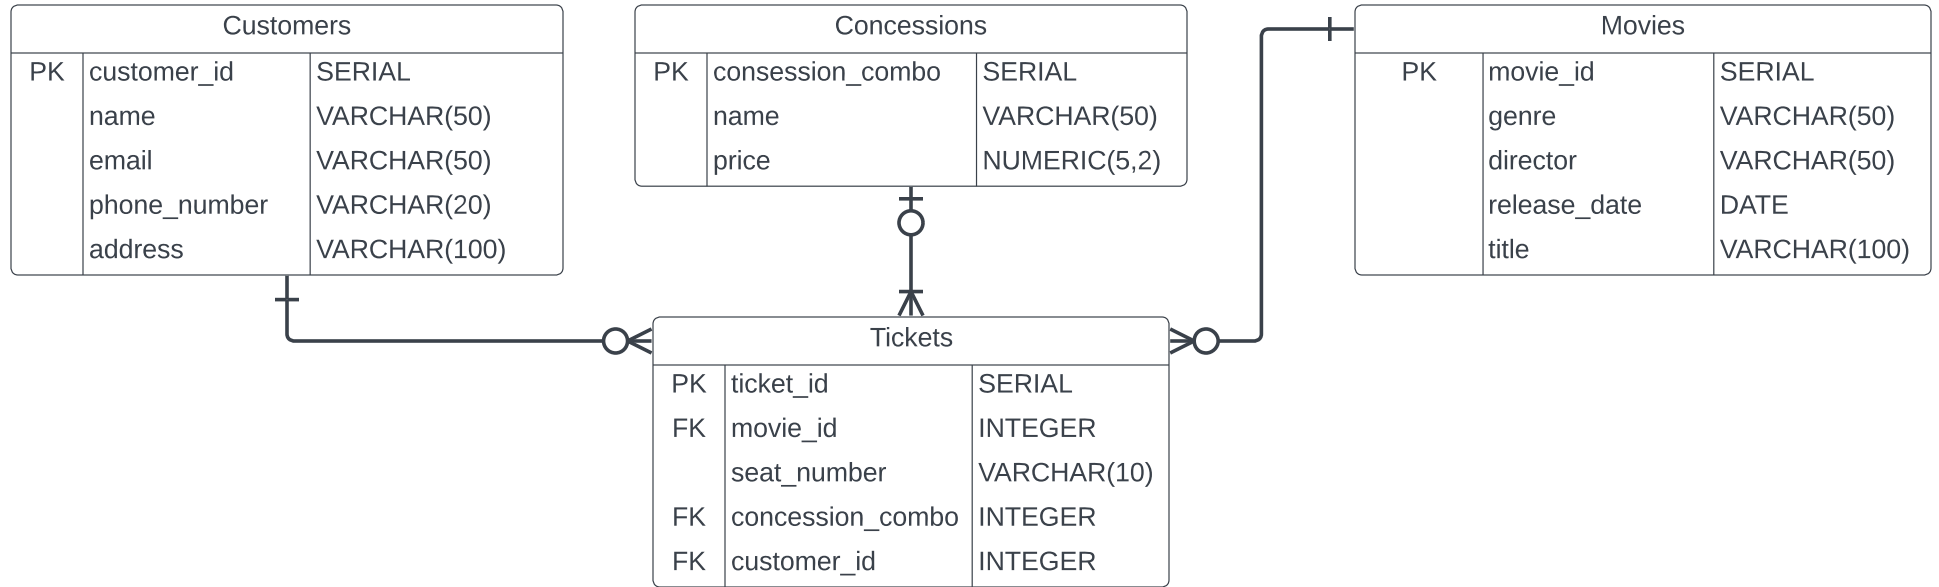 Customers
PK customer_id SERIAL
name VARCHAR(50)
email VARCHAR(50)
phone_number VARCHAR(20)
address VARCHAR(100)
Concessions
PK consession_combo SERIAL
name VARCHAR(50)
price NUMERIC(5,2)
Movies
PK movie_id SERIAL
genre VARCHAR(50)
director VARCHAR(50)
release_date DATE
title VARCHAR(100)
Tickets
PK ticket_id SERIAL
FK movie_id INTEGER
seat_number VARCHAR(10)
FK concession_combo INTEGER
FK customer_id INTEGER